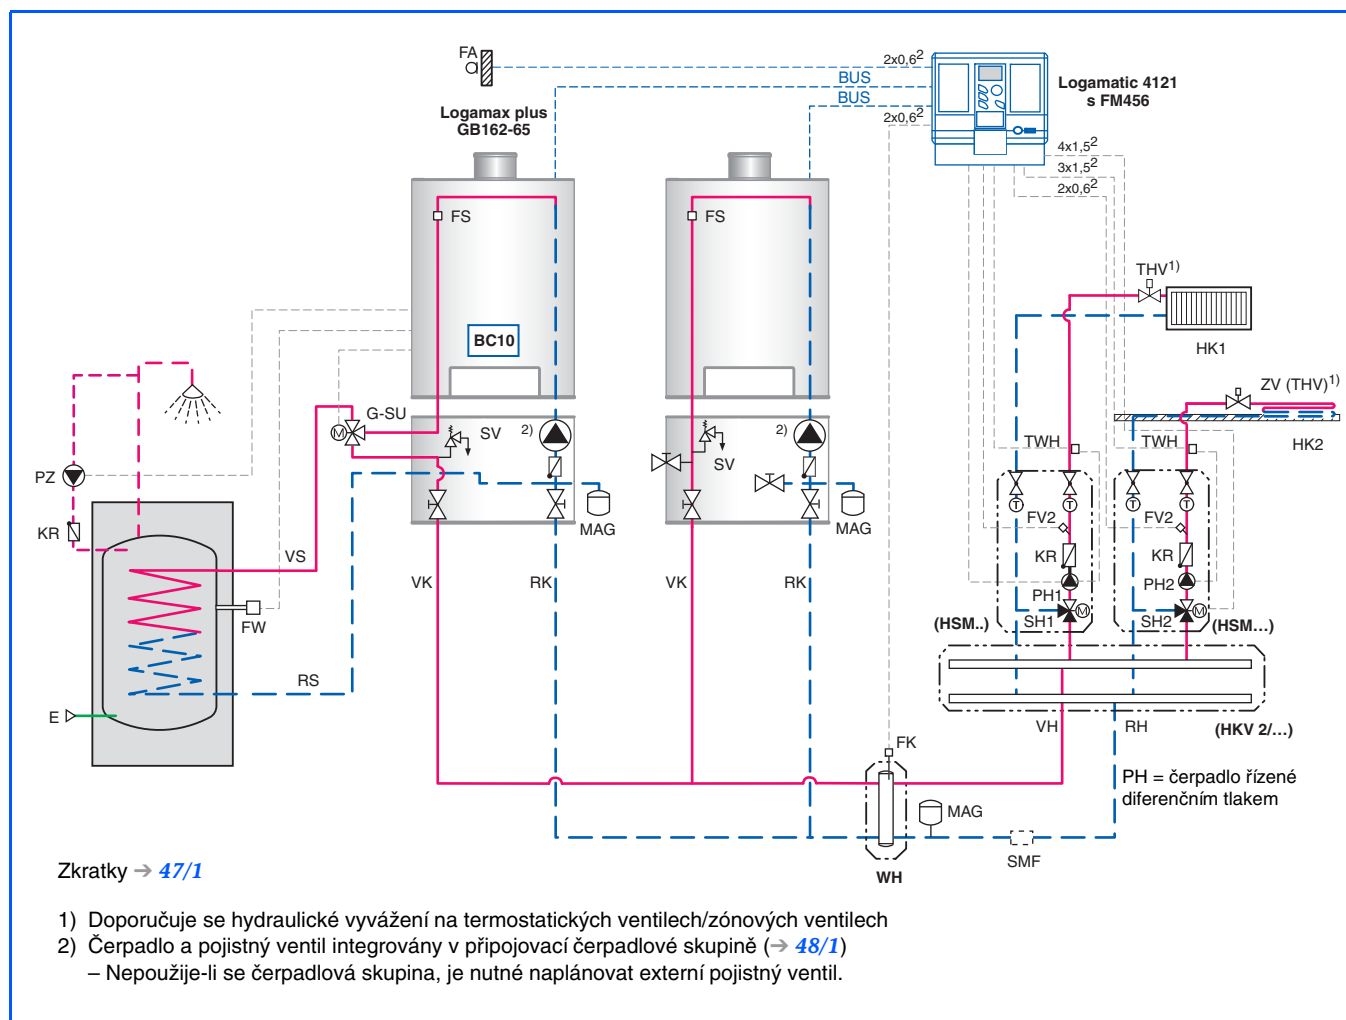 FA
2x0,6²
BUS
BUS
2x0,6²
Logamatic 4121
s FM456
Logamax plus
GB162-65
4x1,5²
3x1,5²
2x0,6²
FS
FS
THV1)
HK1
BC10
ZV (THV)1)
G-SU
M
SV
2)
SV
2)
TWH
TWH
HK2
PZ
KR
MAG
MAG
T
T
T
T
FV2
FV2
VS
VK
RK
VK
RK
KR
KR
PH1
PH2
FW
M
M
(HSM..)
SH1
SH2
(HSM...)
RS
E
VH
RH
(HKV 2/...)
FK
PH = čerpadlo řízené
diferenčním tlakem
MAG
SMF
WH
Zkratky → 47/1
1) Doporučuje se hydraulické vyvážení na termostatických ventilech/zónových ventilech
2) Čerpadlo a pojistný ventil integrovány v připojovací čerpadlové skupině (→ 48/1)
– Nepoužije-li se čerpadlová skupina, je nutné naplánovat externí pojistný ventil.